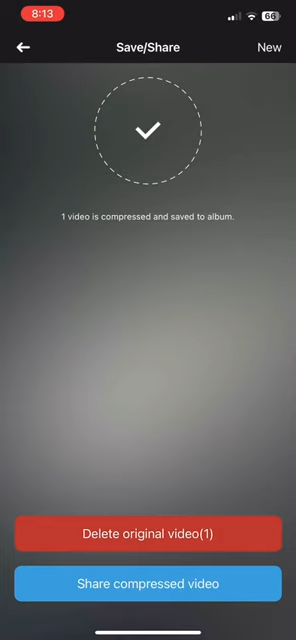 8:13
66
Save/Share
New
1 video is compressed and saved to album.
Delete original video(1)
Share compressed video